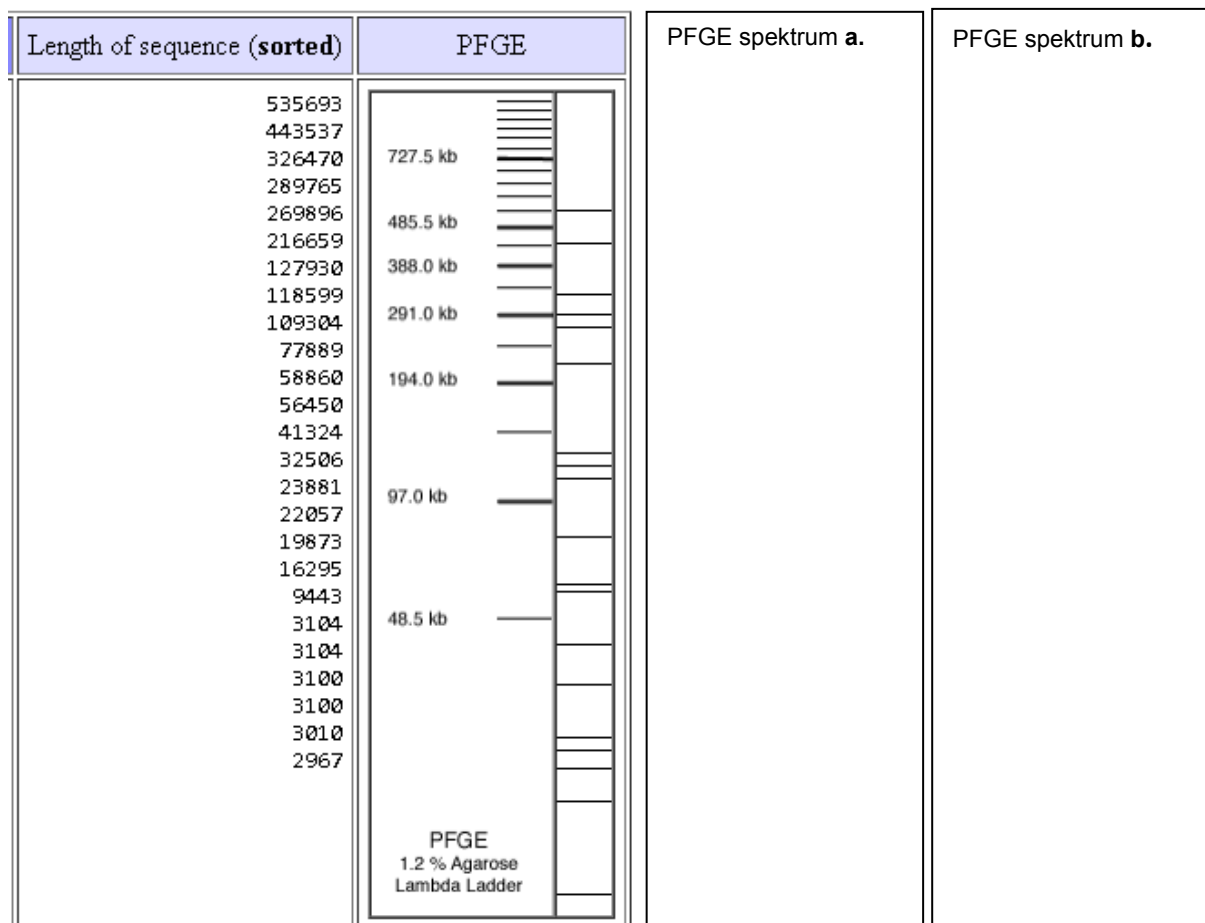 Length of sequence (sorted)
PFGE
PFGE spektrum a.
PFGE spektrum b.
535693
443537
326470
289765
269896
216659
127930
118599
109304
77889
58860
56450
41324
32506
23881
22057
19873
16295
9443
3104
3104
3100
3100
3010
2967
727.5 kb
485.5 kb
388.0 kb
291.0 kb
194.0 kb
97.0 kb
48.5 kb
PFGE
1.2 % Agarose
Lambda Ladder